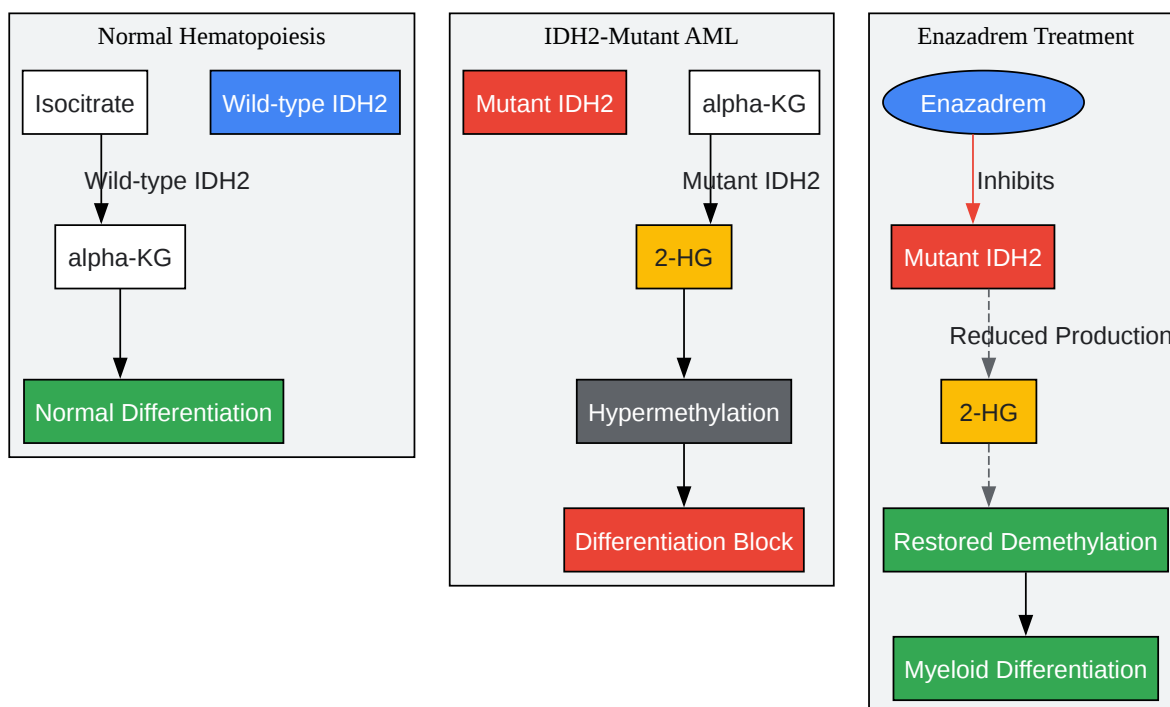 Normal Hematopoiesis
Isocitrate
Wild-type IDH2
Wild-type IDH2
alpha-KG
Normal Differentiation
IDH2-Mutant AML
Mutant IDH2
alpha-KG
Mutant IDH2
2-HG
Hypermethylation
Differentiation Block
Enazadrem Treatment
Enazadrem
Inhibits
Mutant IDH2
Reduced Production
2-HG
Restored Demethylation
Myeloid Differentiation